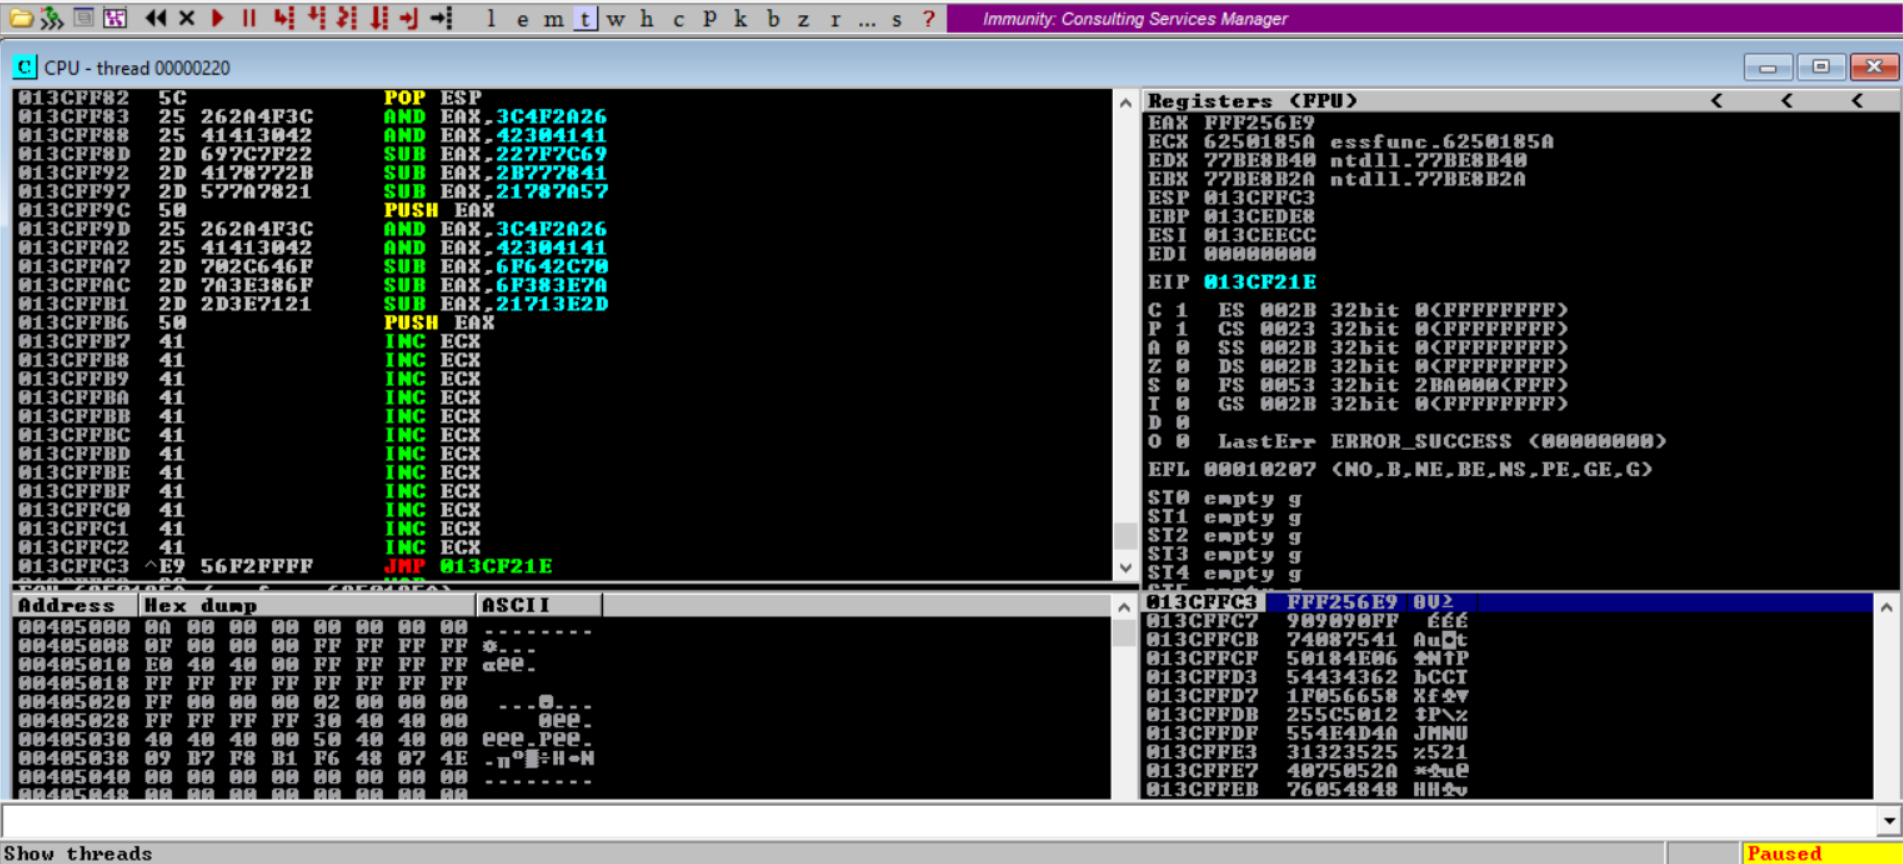 l e m t w h c P k b z r ... s ?
Immunity: Consulting Services Manager
C CPU - thread 00000220
013CFF82 5C POP ESP
013CFF83 25 262A4F3C AND EAX,3C4F2A26
013CFF88 25 41413042 AND EAX,42304141
013CFF8D 2D 697C7F22 SUB EAX,227F7C69
013CFF92 2D 4178772B SUB EAX,2B777841
013CFF97 2D 577A7821 SUB EAX,21787A57
013CFF9C 50 PUSH EAX
013CFF9D 25 262A4F3C AND EAX,3C4F2A26
013CFFA2 25 41413042 AND EAX,42304141
013CFFA7 2D 702C646F SUB EAX,6F642C70
013CFFAC 2D 7A3E386F SUB EAX,6F383E7A
013CFFB1 2D 2D3E7121 SUB EAX,21713E2D
013CFFB6 50 PUSH EAX
013CFFB7 41 INC ECX
013CFFB8 41 INC ECX
013CFFB9 41 INC ECX
013CFFBA 41 INC ECX
013CFFBB 41 INC ECX
013CFFBC 41 INC ECX
013CFFBD 41 INC ECX
013CFFBE 41 INC ECX
013CFFBF 41 INC ECX
013CFFC0 41 INC ECX
013CFFC1 41 INC ECX
013CFFC2 41 INC ECX
013CFFC3 ^E9 56F2FFFF JMP 013CF21E
Registers (FPU) < < <
EAX FFF256E9
ECX 6250185A essfunc.6250185A
EDX 77BE8B40 ntdll.77BE8B40
EBX 77BE8B2A ntdll.77BE8B2A
ESP 013CFFC3
EBP 013CEDE8
ESI 013CEECC
EDI 00000000
EIP 013CF21E
C 1 ES 002B 32bit 0(FFFFFFFF)
P 1 CS 0023 32bit 0(FFFFFFFF)
A 0 SS 002B 32bit 0(FFFFFFFF)
Z 0 DS 002B 32bit 0(FFFFFFFF)
S 0 FS 0053 32bit 2BA000(FFF)
T 0 GS 002B 32bit 0(FFFFFFFF)
D 0
O 0 LastErr ERROR_SUCCESS (00000000)
EFL 00010207 (NO,B,NE,BE,NS,PE,GE,G)
ST0 empty g
ST1 empty g
ST2 empty g
ST3 empty g
ST4 empty g
Address Hex dump ASCII
00405000 0A 00 00 00 00 00 00 00 ........
00405008 0F 00 00 00 FF FF FF FF ☼...
00405010 E0 40 40 00 FF FF FF FF α@@.
00405018 FF FF FF FF FF FF FF FF
00405020 FF 00 00 00 02 00 00 00 ...☻...
00405028 FF FF FF FF 30 40 40 00 0@@.
00405030 40 40 40 00 50 40 40 00 @@@.P@@.
00405038 09 B7 F8 B1 F6 48 07 4E .╖°▒÷H•N
00405040 00 00 00 00 00 00 00 00 ........
00405048 00 00 00 00 00 00 00 00
013CFFC3 FFF256E9 ΘV≥
013CFFC7 909090FF ÉÉÉ
013CFFCB 74087541 Au◘t
013CFFCF 50184E06 ♠N↑P
013CFFD3 54434362 bCCT
013CFFD7 1F056658 Xf♣▼
013CFFDB 255C5012 ↕P\%
013CFFDF 554E4D4A JMNU
013CFFE3 31323525 %521
013CFFE7 4075052A *♣u@
013CFFEB 76054848 HH♣v
Show threads
Paused